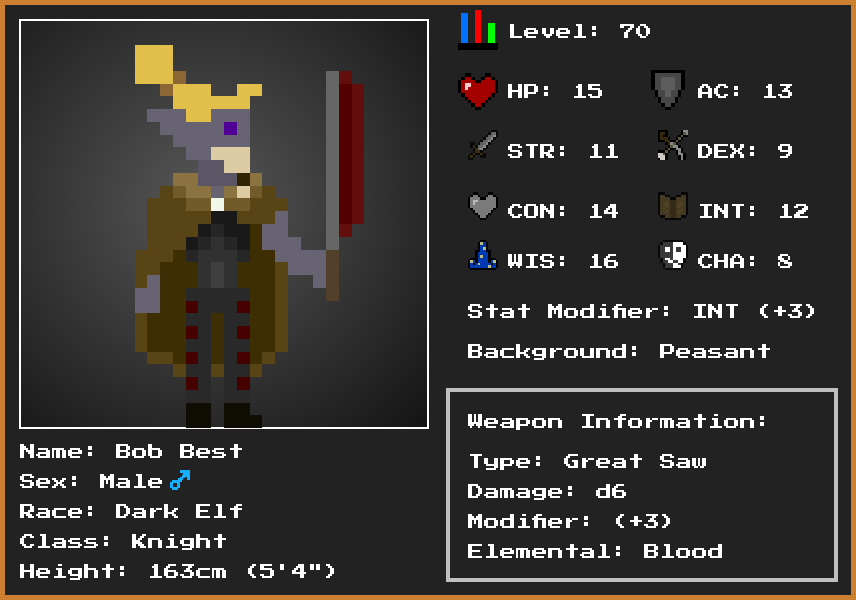 Level: 70
HP: 15
AC: 13
STR: 11
DEX: 9
CON: 14
INT: 12
WIS: 16
CHA: 8
Stat Modifier: INT (+3)
Background: Peasant
Weapon Information:
Type: Great Saw
Damage: d6
Modifier: (+3)
Elemental: Blood
Name: Bob Best
Sex: Male ♂
Race: Dark Elf
Class: Knight
Height: 163cm (5'4")